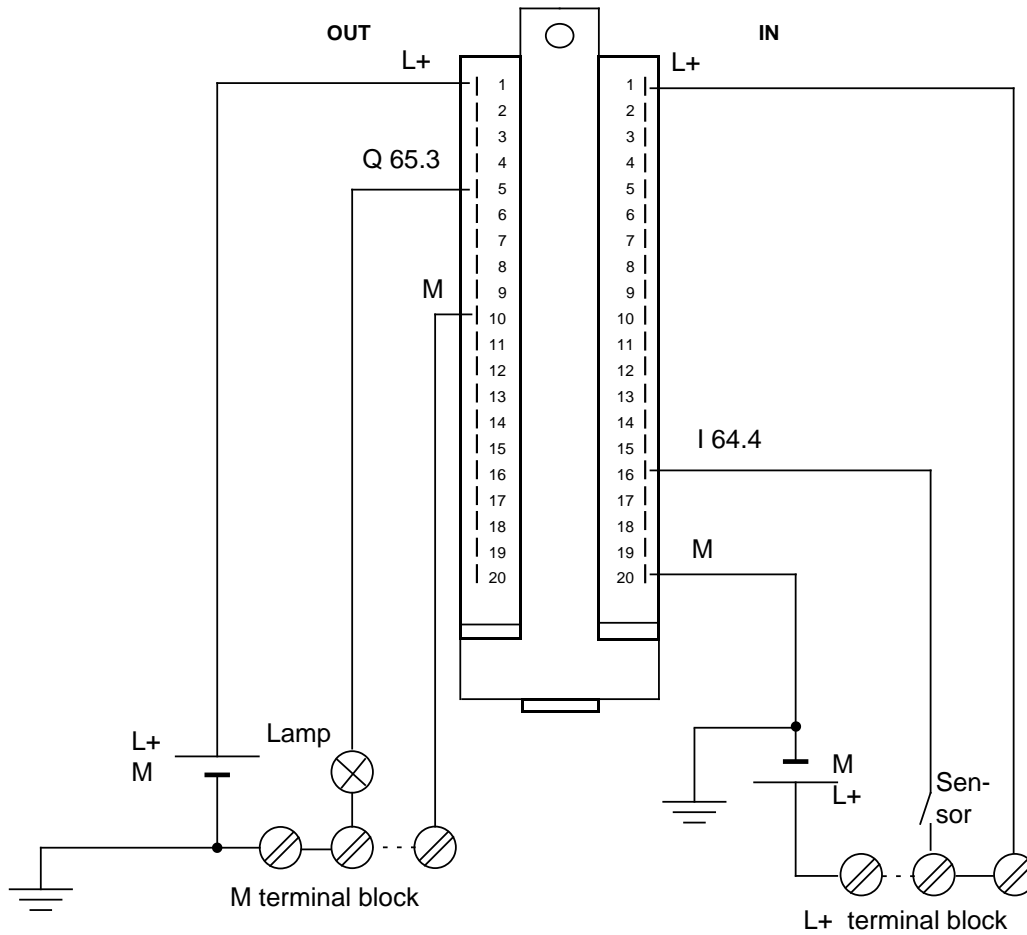 OUT
IN
L+
L+
1
2
3
4
5
6
7
8
9
10
11
12
13
14
15
16
17
18
19
20
1
2
3
4
5
6
7
8
9
10
11
12
13
14
15
16
17
18
19
20
Q 65.3
M
I 64.4
M
L+
M
Lamp
M terminal block
M
L+
Sen-
sor
L+ terminal block